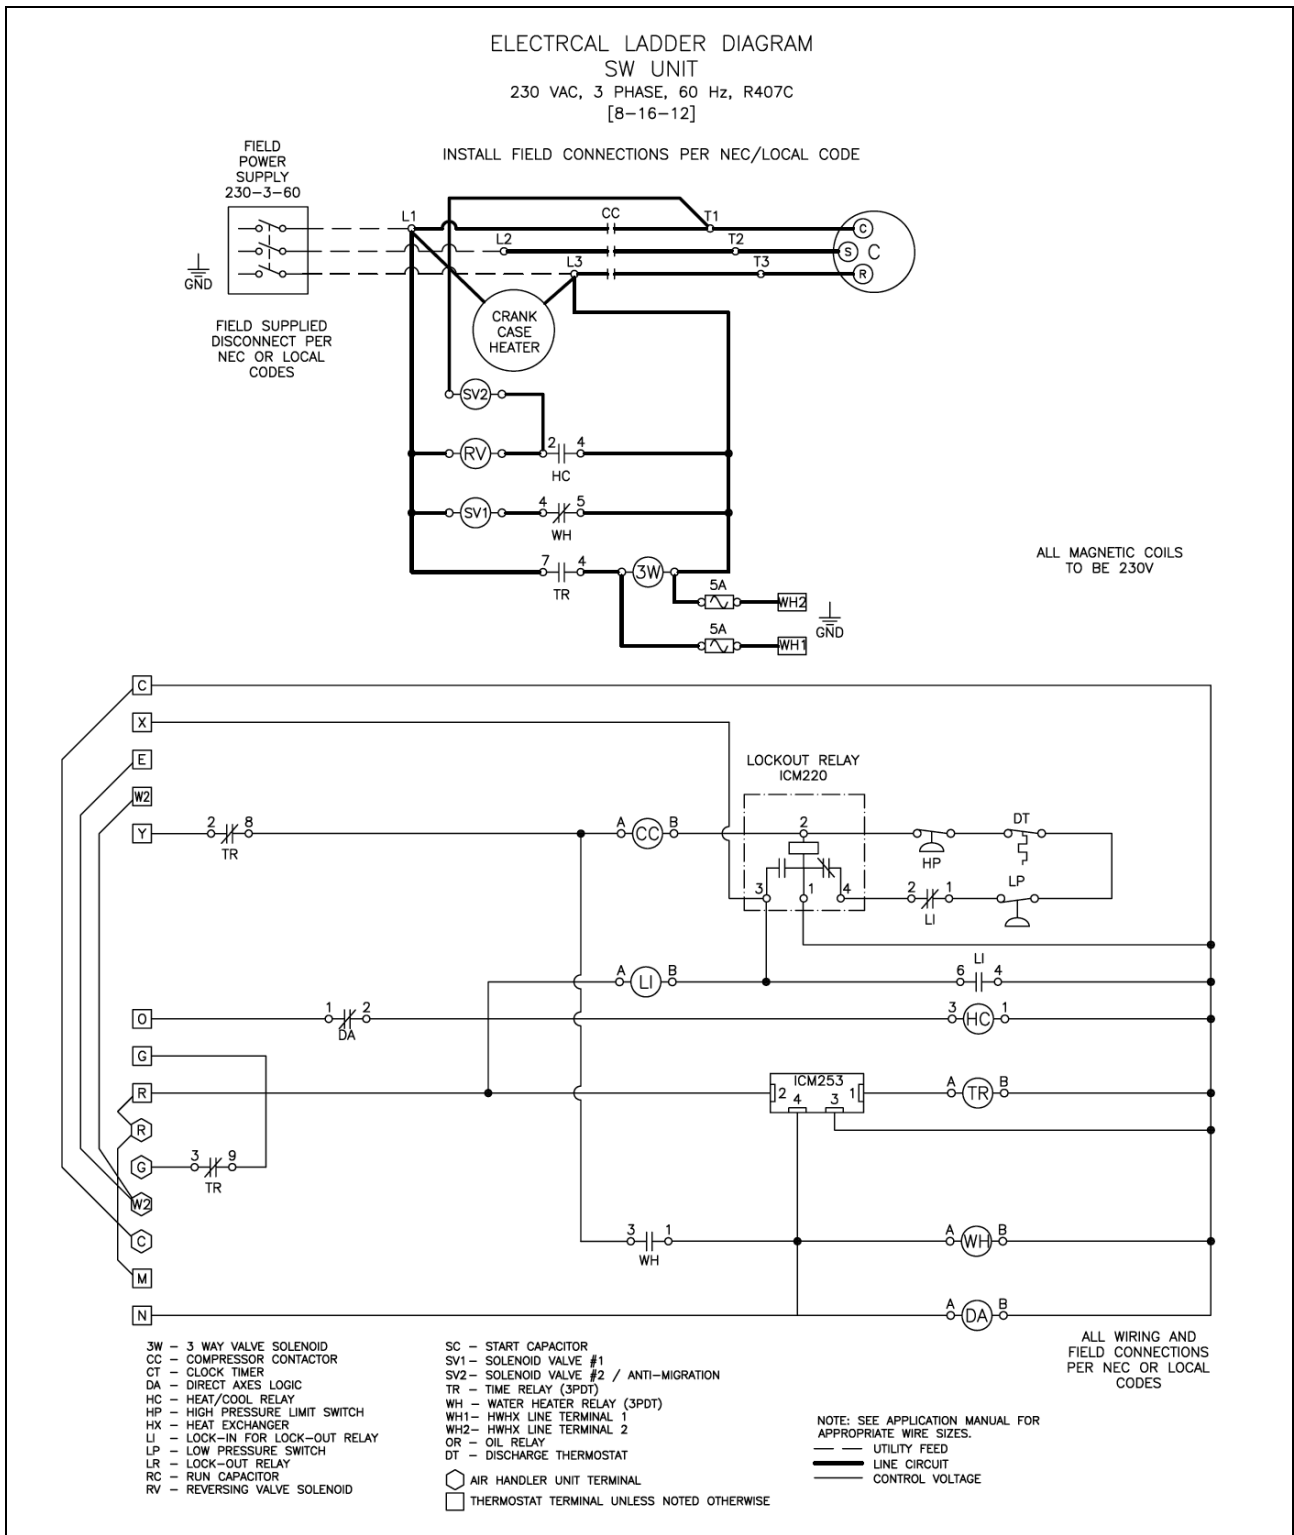 ELECTRCAL LADDER DIAGRAM
SW UNIT
230 VAC, 3 PHASE, 60 Hz, R407C
[8-16-12]
INSTALL FIELD CONNECTIONS PER NEC/LOCAL CODE
FIELD
POWER
SUPPLY
230-3-60
GND
FIELD SUPPLIED
DISCONNECT PER
NEC OR LOCAL
CODES
L1
CC
T1
C
L2
T2
S
C
L3
T3
R
CRANK
CASE
HEATER
SV2
RV
2 4
HC
SV1
4 5
WH
7 4
TR
3W
5A
WH2
GND
5A
WH1
ALL MAGNETIC COILS
TO BE 230V
C
X
E
W2
Y
2 8
TR
A CC B
LOCKOUT RELAY
ICM220
2
3 1 4
HP
DT
2 1
LI
LP
A LI B
LI
6 4
O
1 2
DA
3 HC 1
G
R
ICM253
2 4 3 1
A TR B
R
G
3 9
TR
W2
C
3 1
WH
A WH B
M
N
A DA B
3W - 3 WAY VALVE SOLENOID
CC - COMPRESSOR CONTACTOR
CT - CLOCK TIMER
DA - DIRECT AXES LOGIC
HC - HEAT/COOL RELAY
HP - HIGH PRESSURE LIMIT SWITCH
HX - HEAT EXCHANGER
LI - LOCK-IN FOR LOCK-OUT RELAY
LP - LOW PRESSURE SWITCH
LR - LOCK-OUT RELAY
RC - RUN CAPACITOR
RV - REVERSING VALVE SOLENOID
SC - START CAPACITOR
SV1- SOLENOID VALVE #1
SV2- SOLENOID VALVE #2 / ANTI-MIGRATION
TR - TIME RELAY (3PDT)
WH - WATER HEATER RELAY (3PDT)
WH1- HWHX LINE TERMINAL 1
WH2- HWHX LINE TERMINAL 2
OR - OIL RELAY
DT - DISCHARGE THERMOSTAT
AIR HANDLER UNIT TERMINAL
THERMOSTAT TERMINAL UNLESS NOTED OTHERWISE
ALL WIRING AND
FIELD CONNECTIONS
PER NEC OR LOCAL
CODES
NOTE: SEE APPLICATION MANUAL FOR
APPROPRIATE WIRE SIZES.
UTILITY FEED
LINE CIRCUIT
CONTROL VOLTAGE